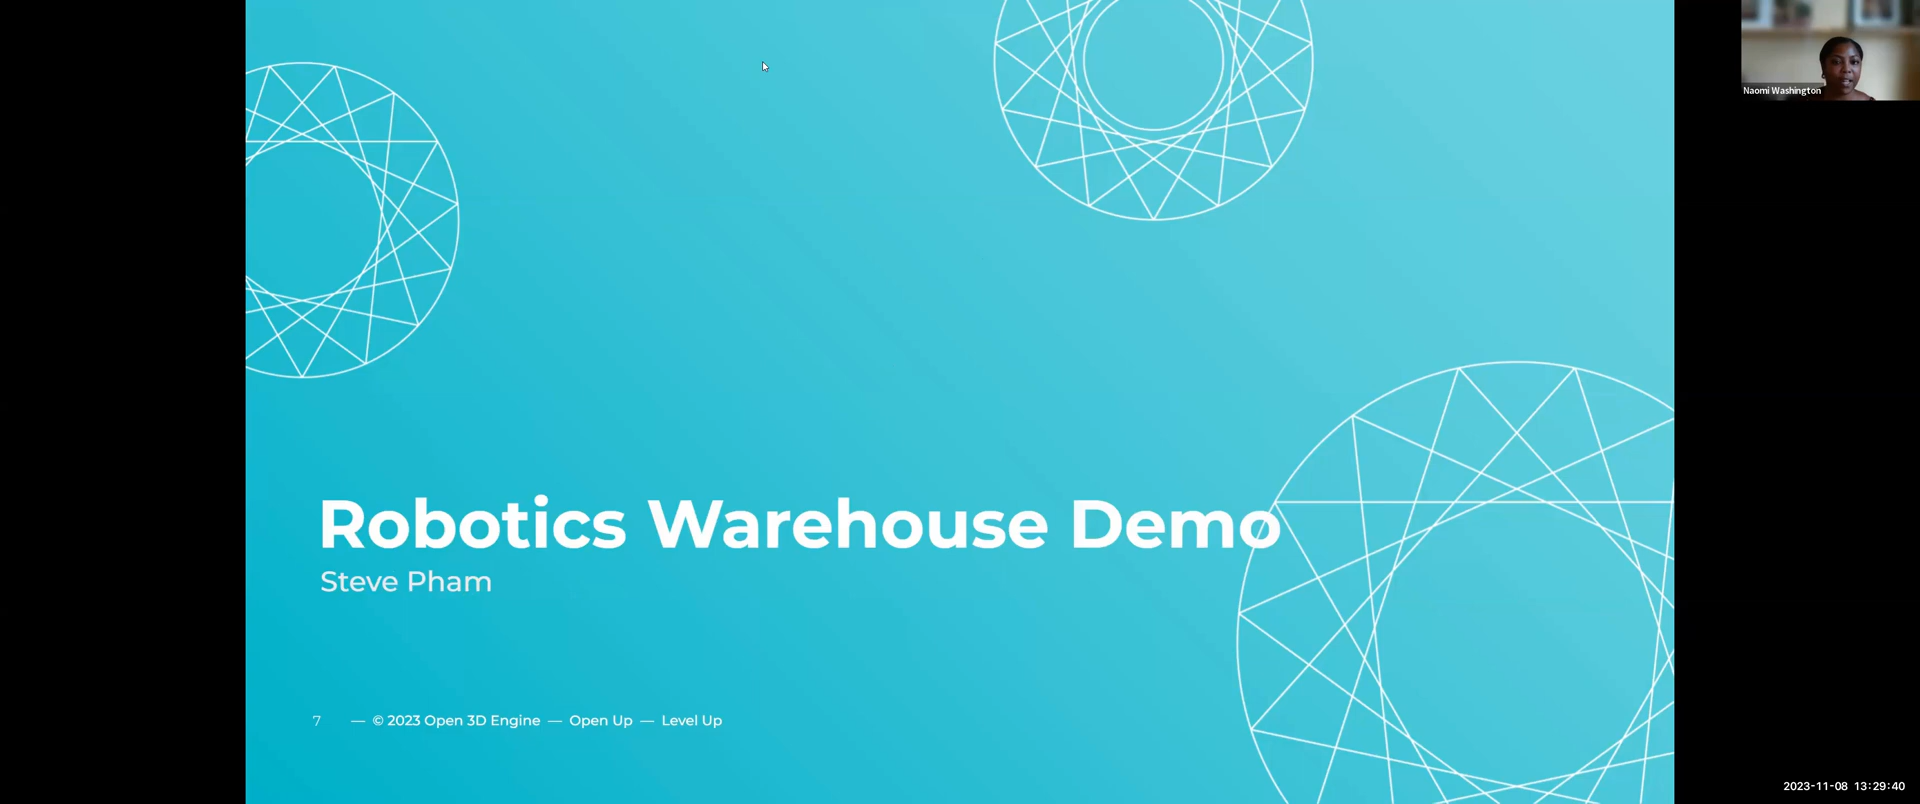 Naomi Washington
Robotics Warehouse Demo
Steve Pham
7 — © 2023 Open 3D Engine — Open Up — Level Up
2023-11-08 13:29:40